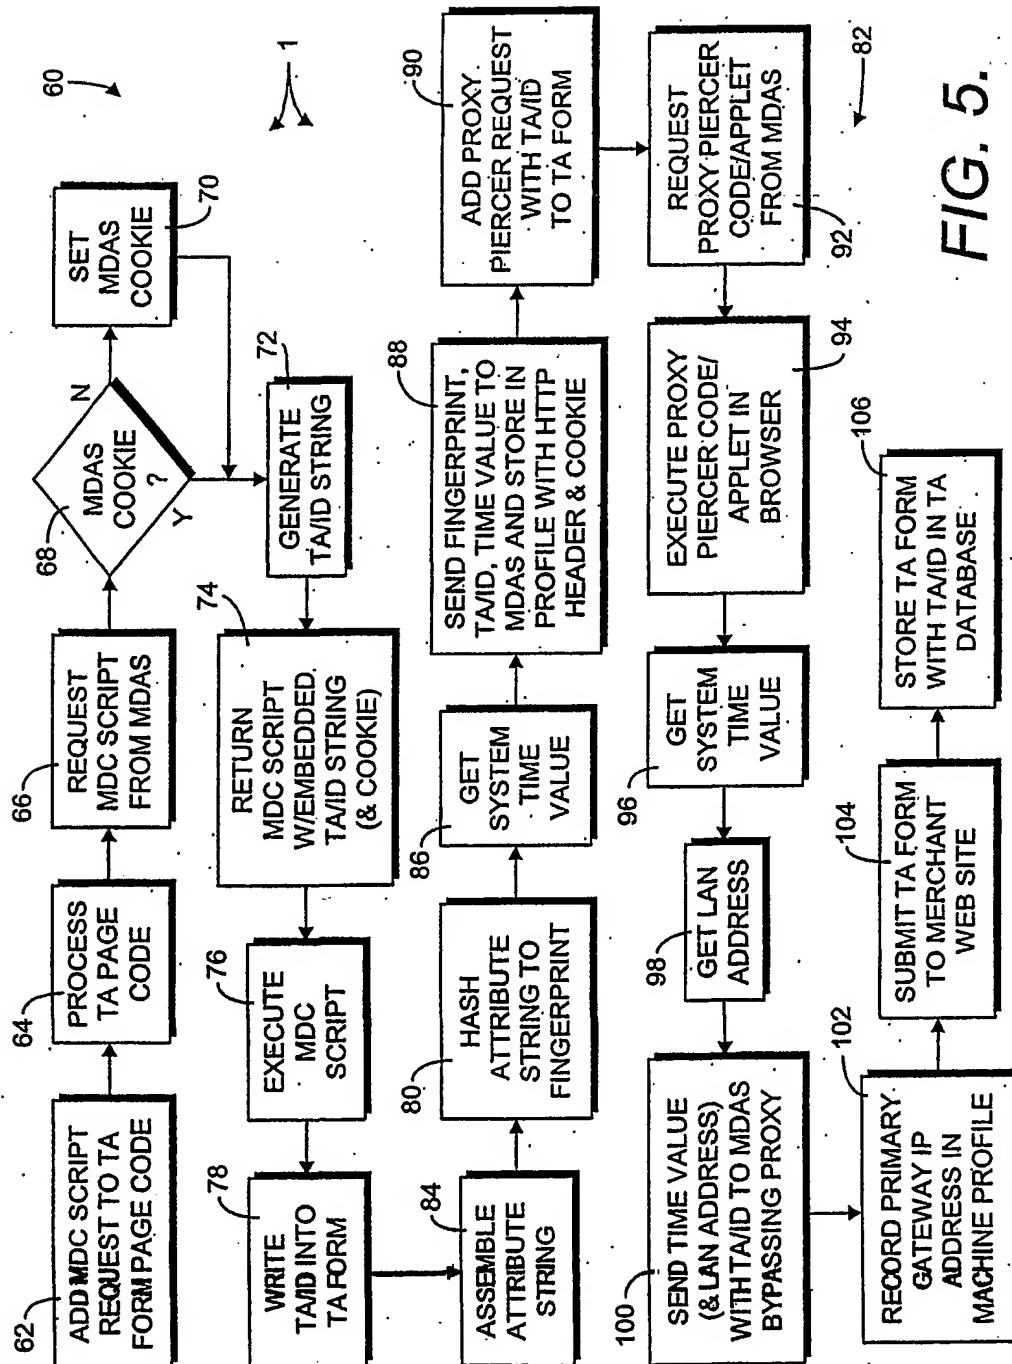 60
1
62
ADD MDC SCRIPT
REQUEST TO TA
FORM PAGE CODE
64
PROCESS
TA PAGE
CODE
66
REQUEST
MDC SCRIPT
FROM MDAS
68
MDAS
COOKIE
?
N
Y
SET
MDAS
COOKIE
70
72
GENERATE
TA/ID STRING
74
RETURN
MDC SCRIPT
W/EMBEDDED
TA/ID STRING
(& COOKIE)
76
EXECUTE
MDC
SCRIPT
78
WRITE
TA/ID INTO
TA FORM
84
ASSEMBLE
ATTRIBUTE
STRING
80
HASH
ATTRIBUTE
STRING TO
FINGERPRINT
86
GET
SYSTEM
TIME
VALUE
88
SEND FINGERPRINT,
TA/ID, TIME VALUE TO
MDAS AND STORE IN
PROFILE WITH HTTP
HEADER & COOKIE
90
ADD PROXY
PIERCER REQUEST
WITH TA/ID
TO TA FORM
REQUEST
PROXY PIERCER
CODE/APPLET
FROM MDAS
92
82
EXECUTE PROXY
PIERCER CODE/
APPLET IN
BROWSER
94
GET
SYSTEM
TIME
VALUE
96
98
GET LAN
ADDRESS
100
SEND TIME VALUE
(& LAN ADDRESS)
WITH TA/ID TO MDAS
BYPASSING PROXY
102
RECORD PRIMARY
GATEWAY IP
ADDRESS IN
MACHINE PROFILE
104
SUBMIT TA FORM
TO MERCHANT
WEB SITE
106
STORE TA FORM
WITH TA/ID IN TA
DATABASE
FIG. 5.